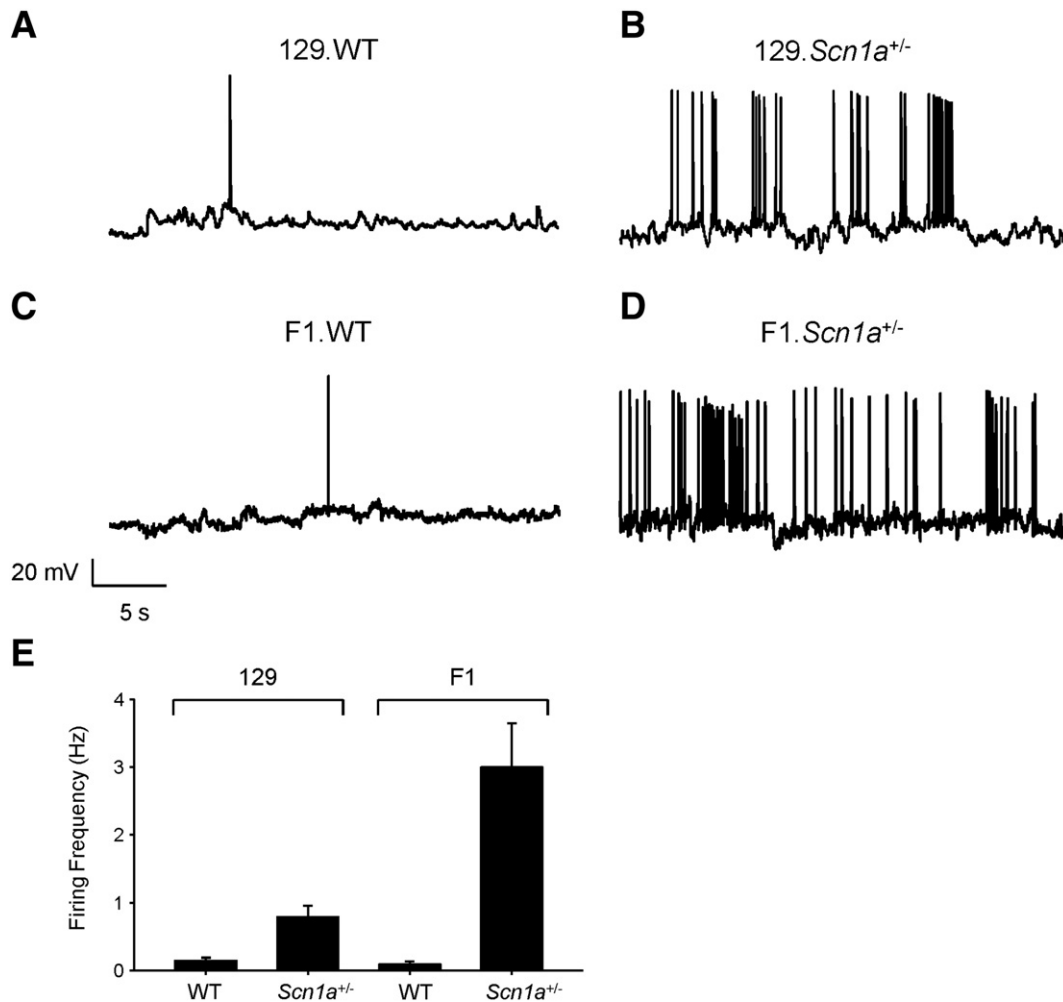 A
129.WT
B
129.Scn1a+/-
C
F1.WT
D
F1.Scn1a+/-
20 mV
5 s
E
129
F1
Firing Frequency (Hz)
4
3
2
1
0
WT
Scn1a+/-
WT
Scn1a+/-